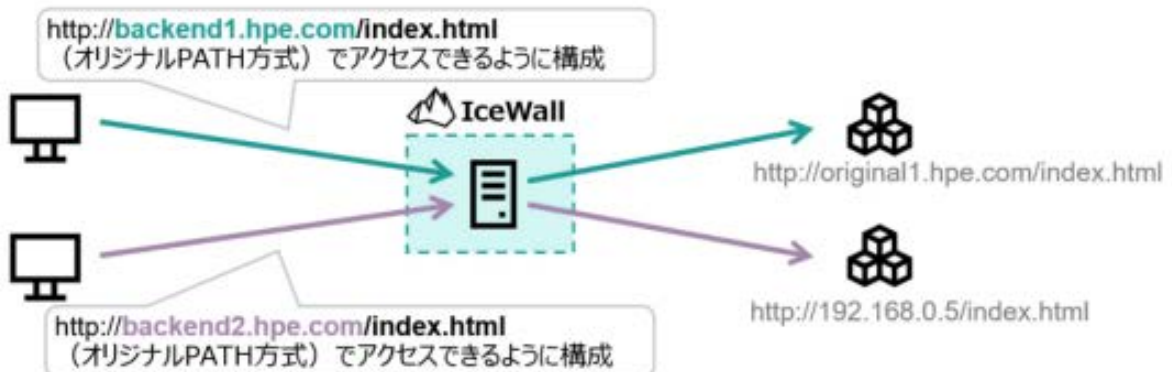 http://backend1.hpe.com/index.html
（オリジナルPATH方式）でアクセスできるように構成
IceWall
http://original1.hpe.com/index.html
http://192.168.0.5/index.html
http://backend2.hpe.com/index.html
（オリジナルPATH方式）でアクセスできるように構成